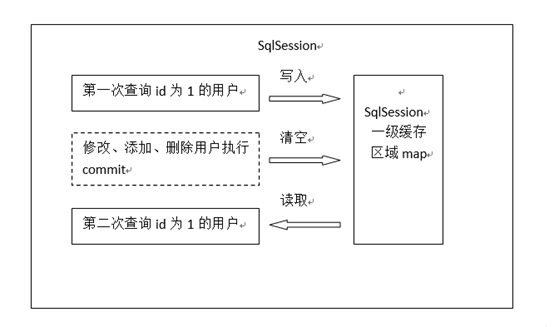 SqlSession
第一次查询 id 为 1 的用户
写入
SqlSession
一级缓存
区域 map
修改、添加、删除用户执行
commit
清空
第二次查询 id 为 1 的用户
读取